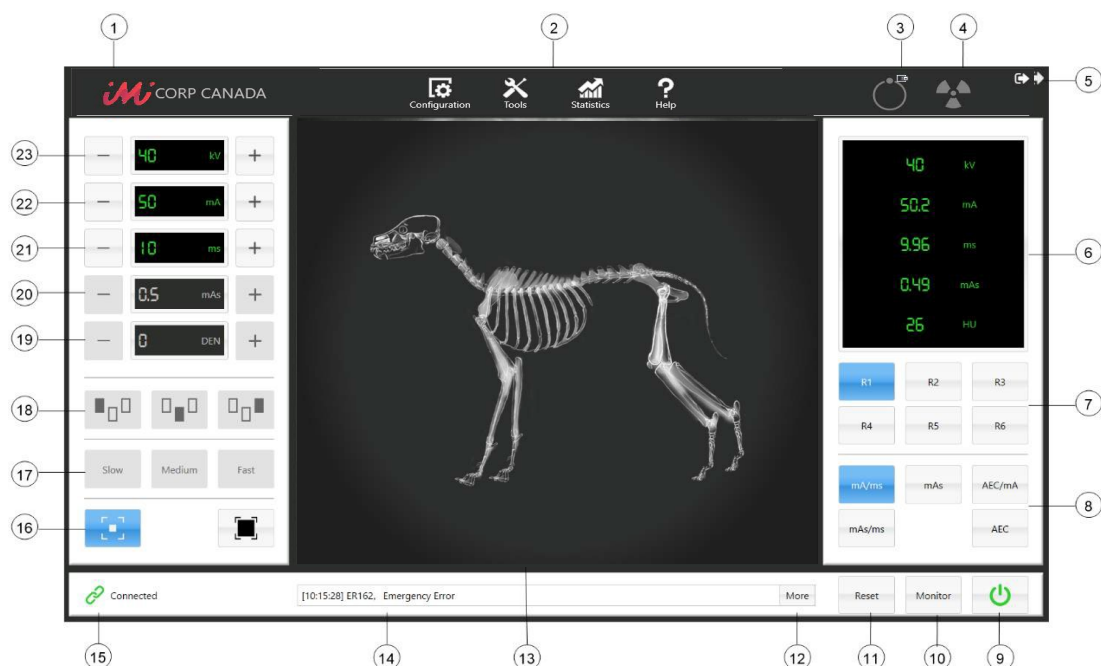 1
2
3
4
iMi CORP CANADA
Configuration
Tools
Statistics
Help
5
23
40 kV
22
50 mA
21
10 ms
20
0.5 mAs
19
0 DEN
18
17
Slow Medium Fast
16
40 kV
50.2 mA
9.96 ms
0.49 mAs
26 HU
6
R1 R2 R3
R4 R5 R6
7
mA/ms mAs AEC/mA
mAs/ms AEC
8
Connected
[10:15:28] ER162, Emergency Error
More
Reset
Monitor
15
14
13
12
11
10
9